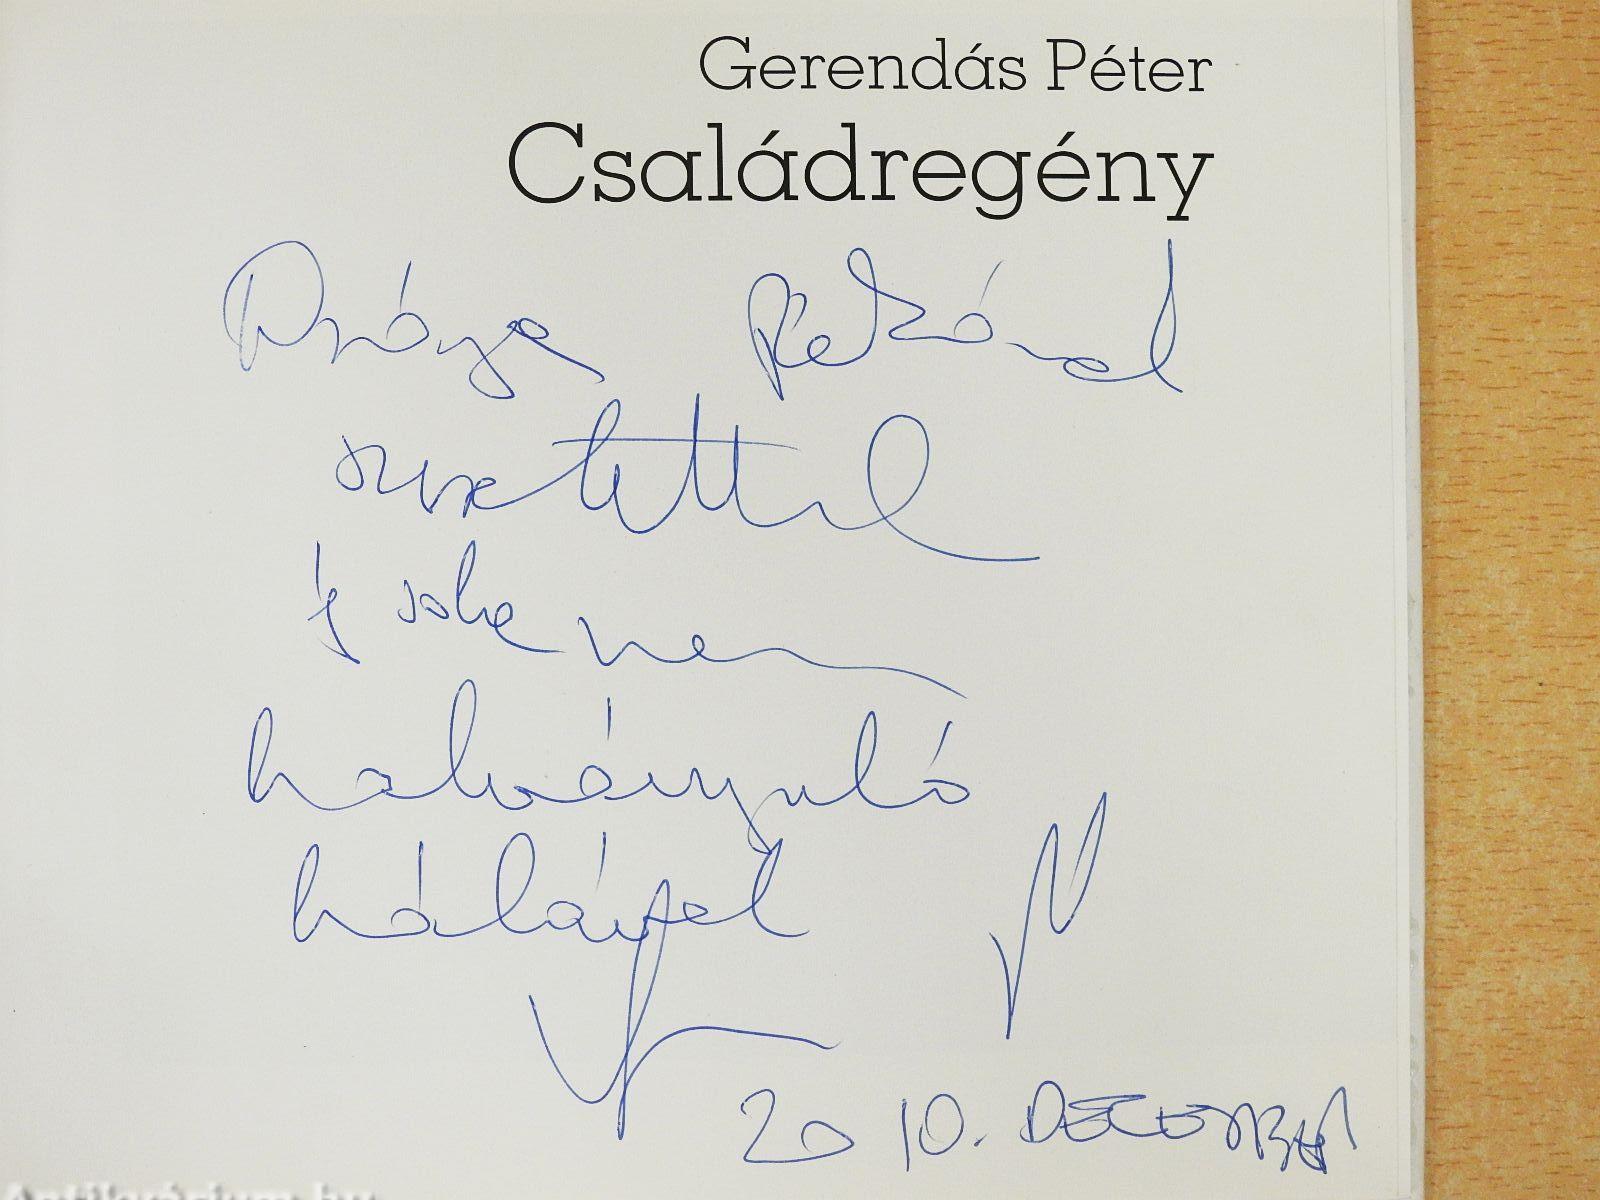 Gerendás Péter
Családregény
Drága
szeretettel
és soha nem
halványuló
hálával
2010. DECEMBER